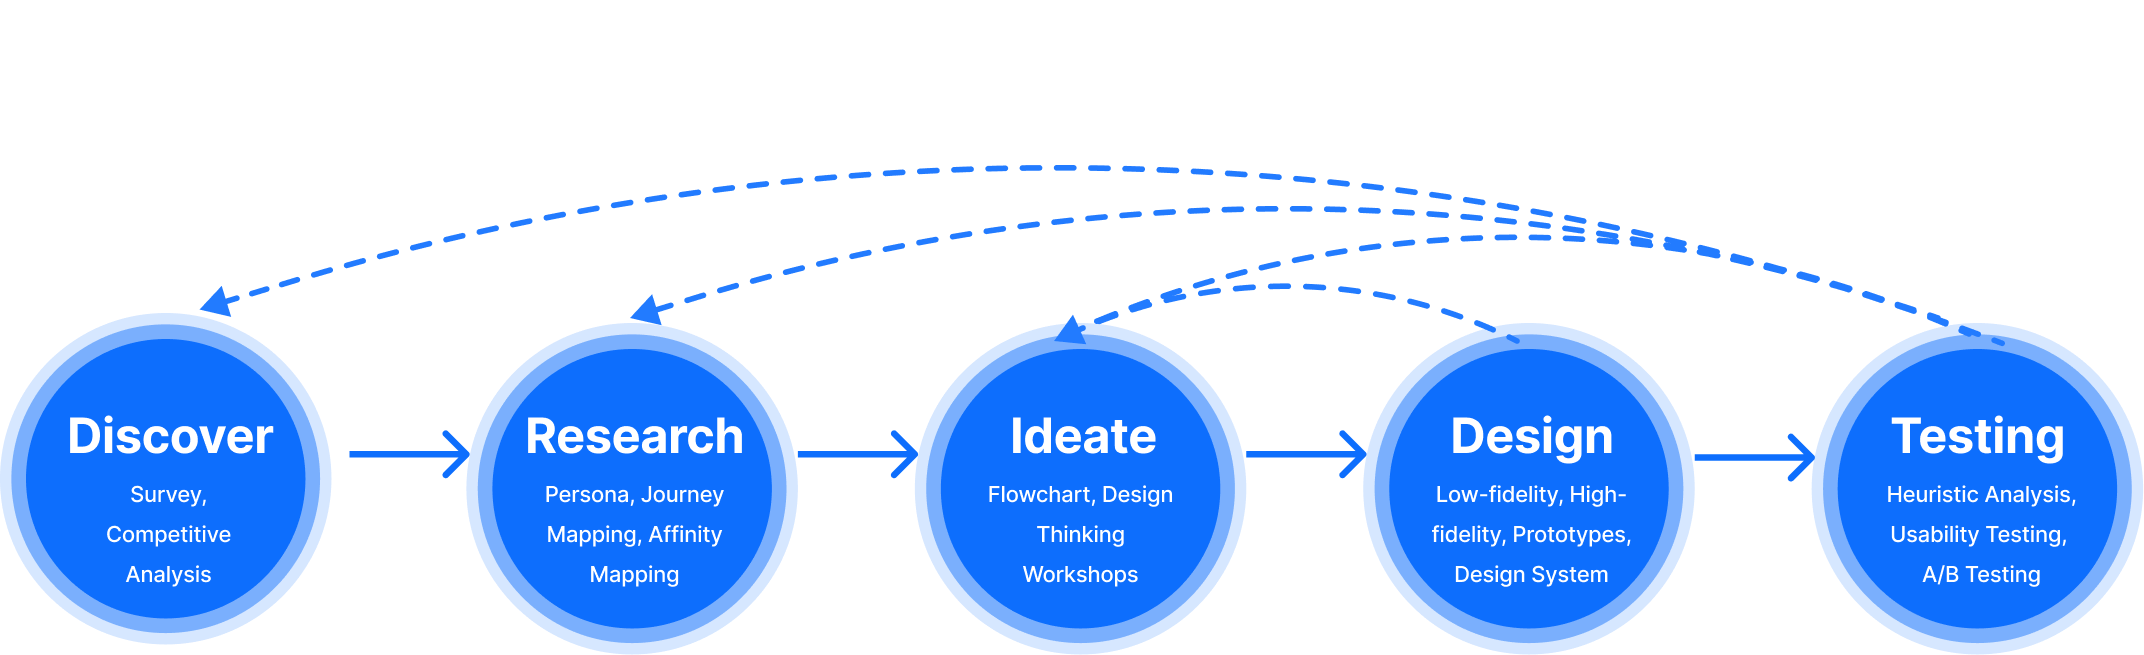 Discover
Survey,
Competitive
Analysis
Research
Persona, Journey
Mapping, Affinity
Mapping
Ideate
Flowchart, Design
Thinking
Workshops
Design
Low-fidelity, High-
fidelity, Prototypes,
Design System
Testing
Heuristic Analysis,
Usability Testing,
A/B Testing